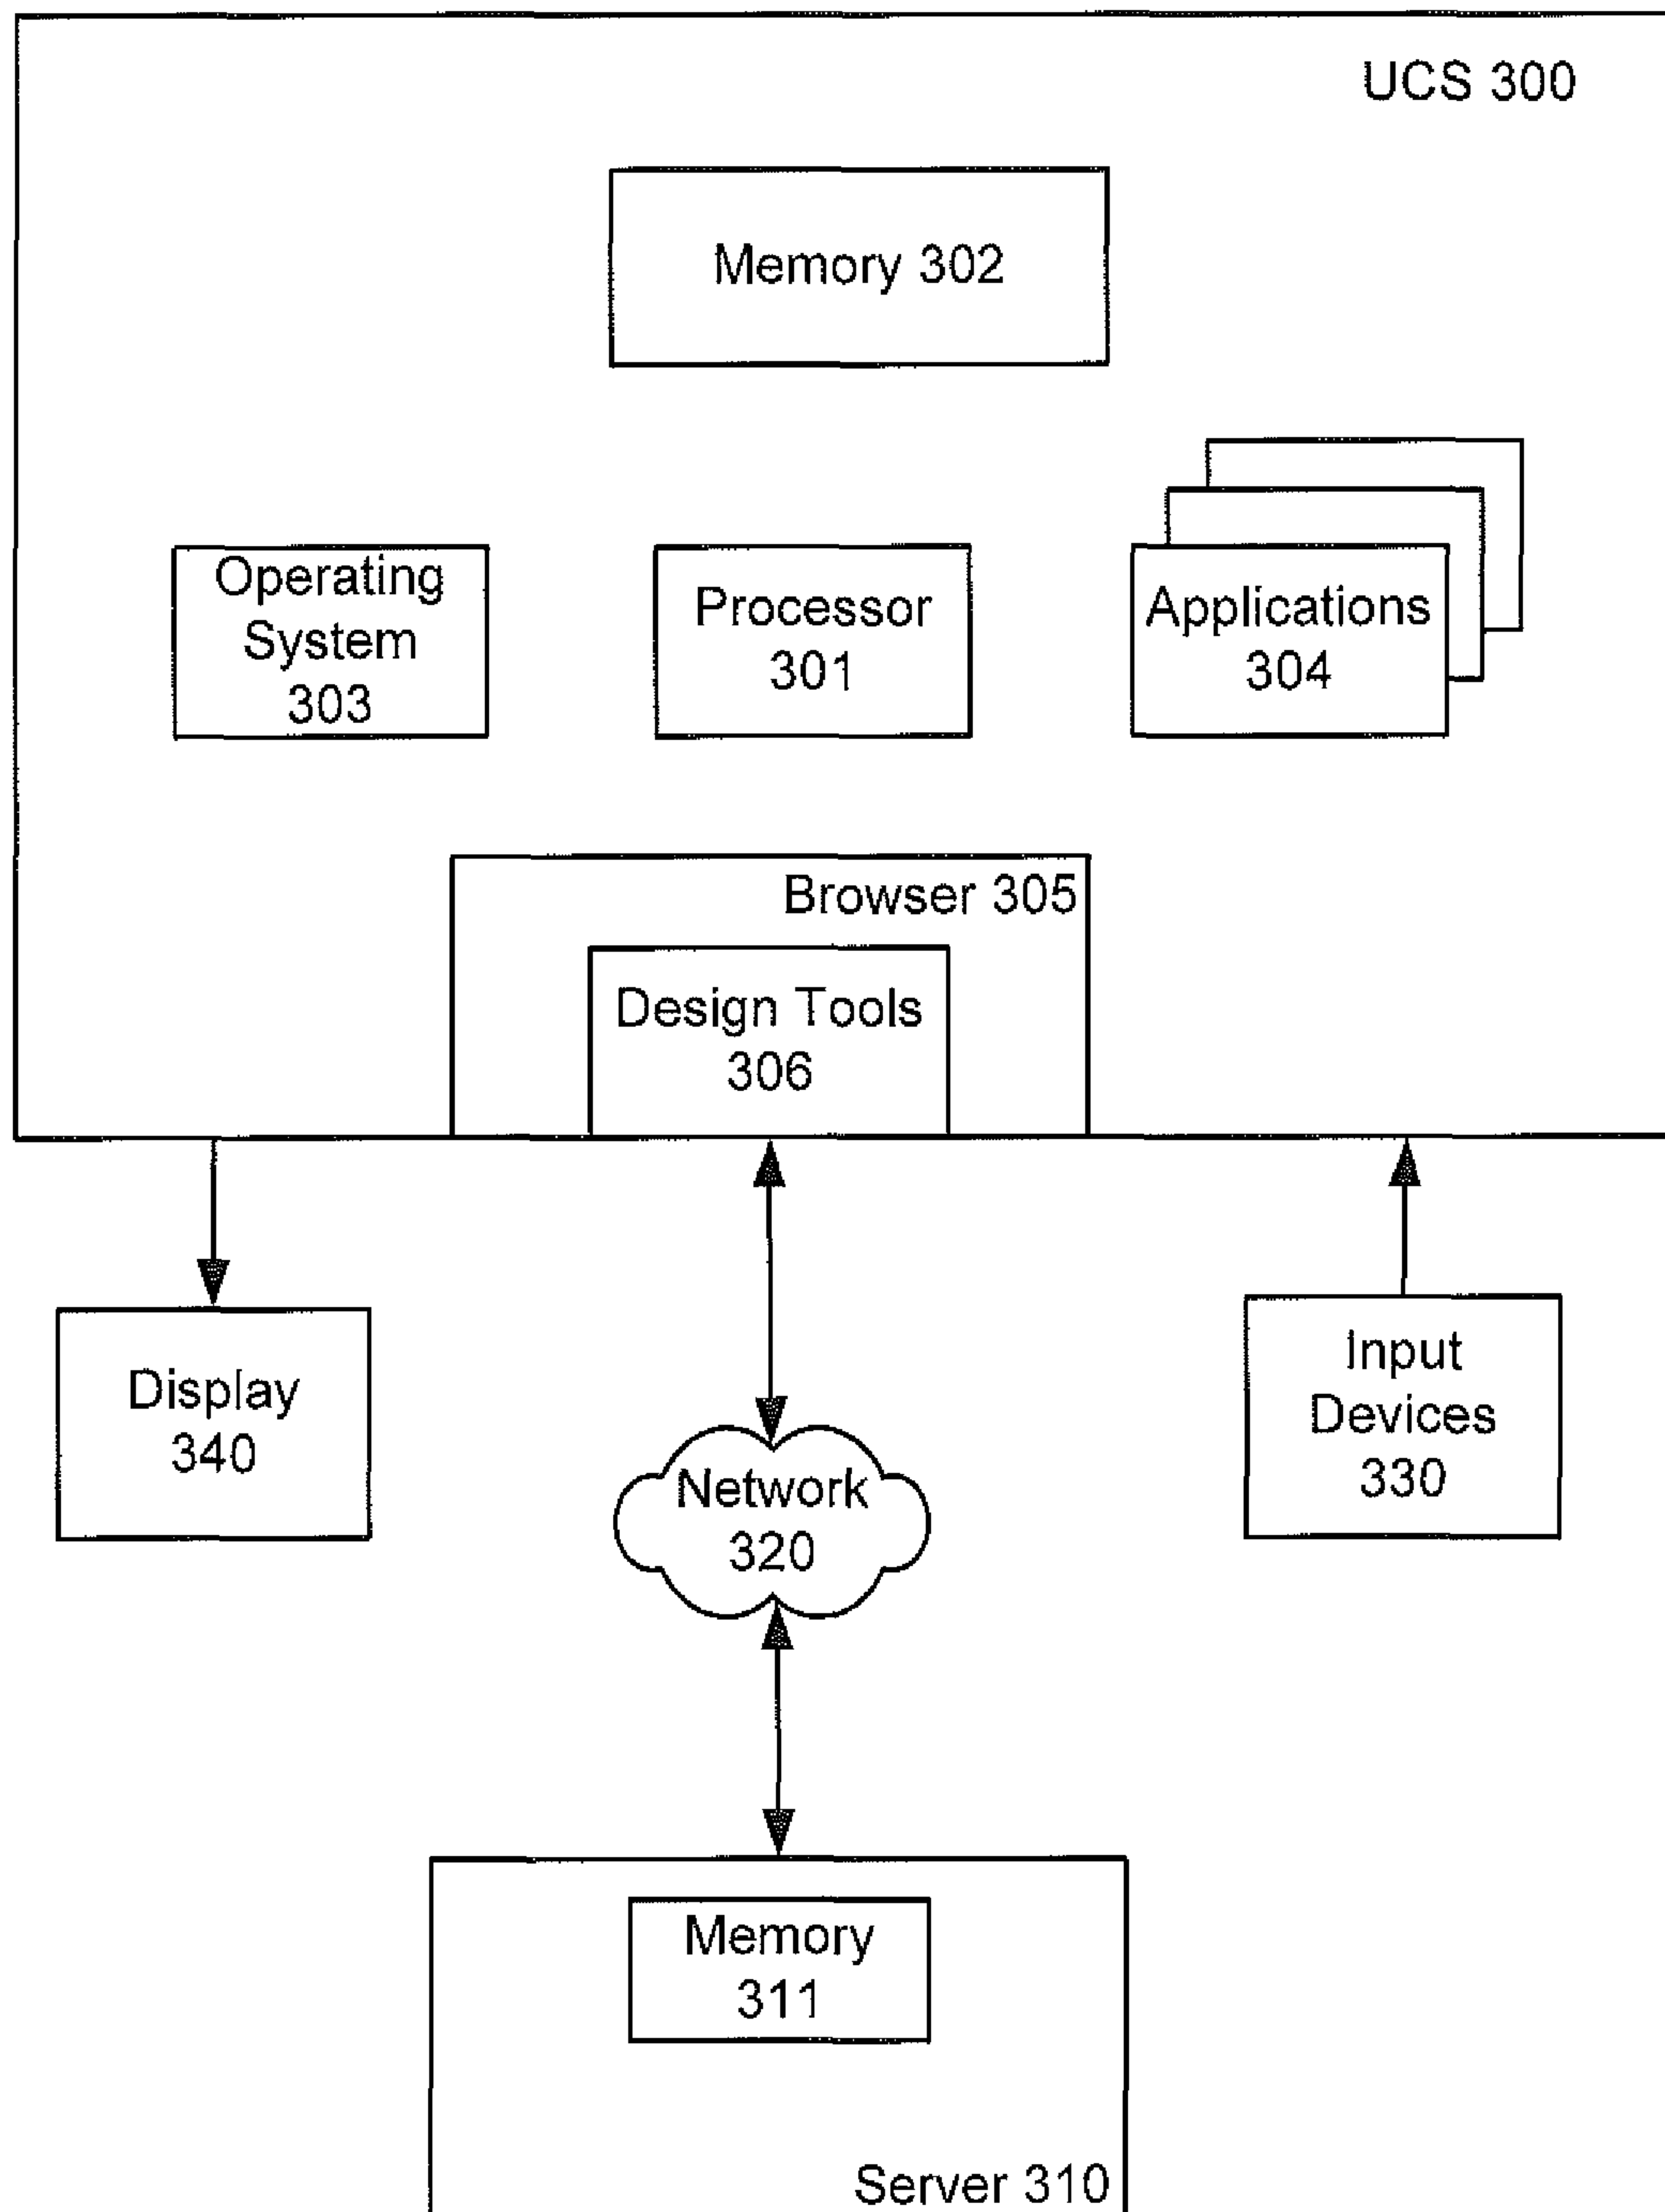 UCS 300
Memory 302
Operating
System
303
Processor
301
Applications
304
Browser 305
Design Tools
306
Display
340
Network
320
Input
Devices
330
Memory
311
Server 310